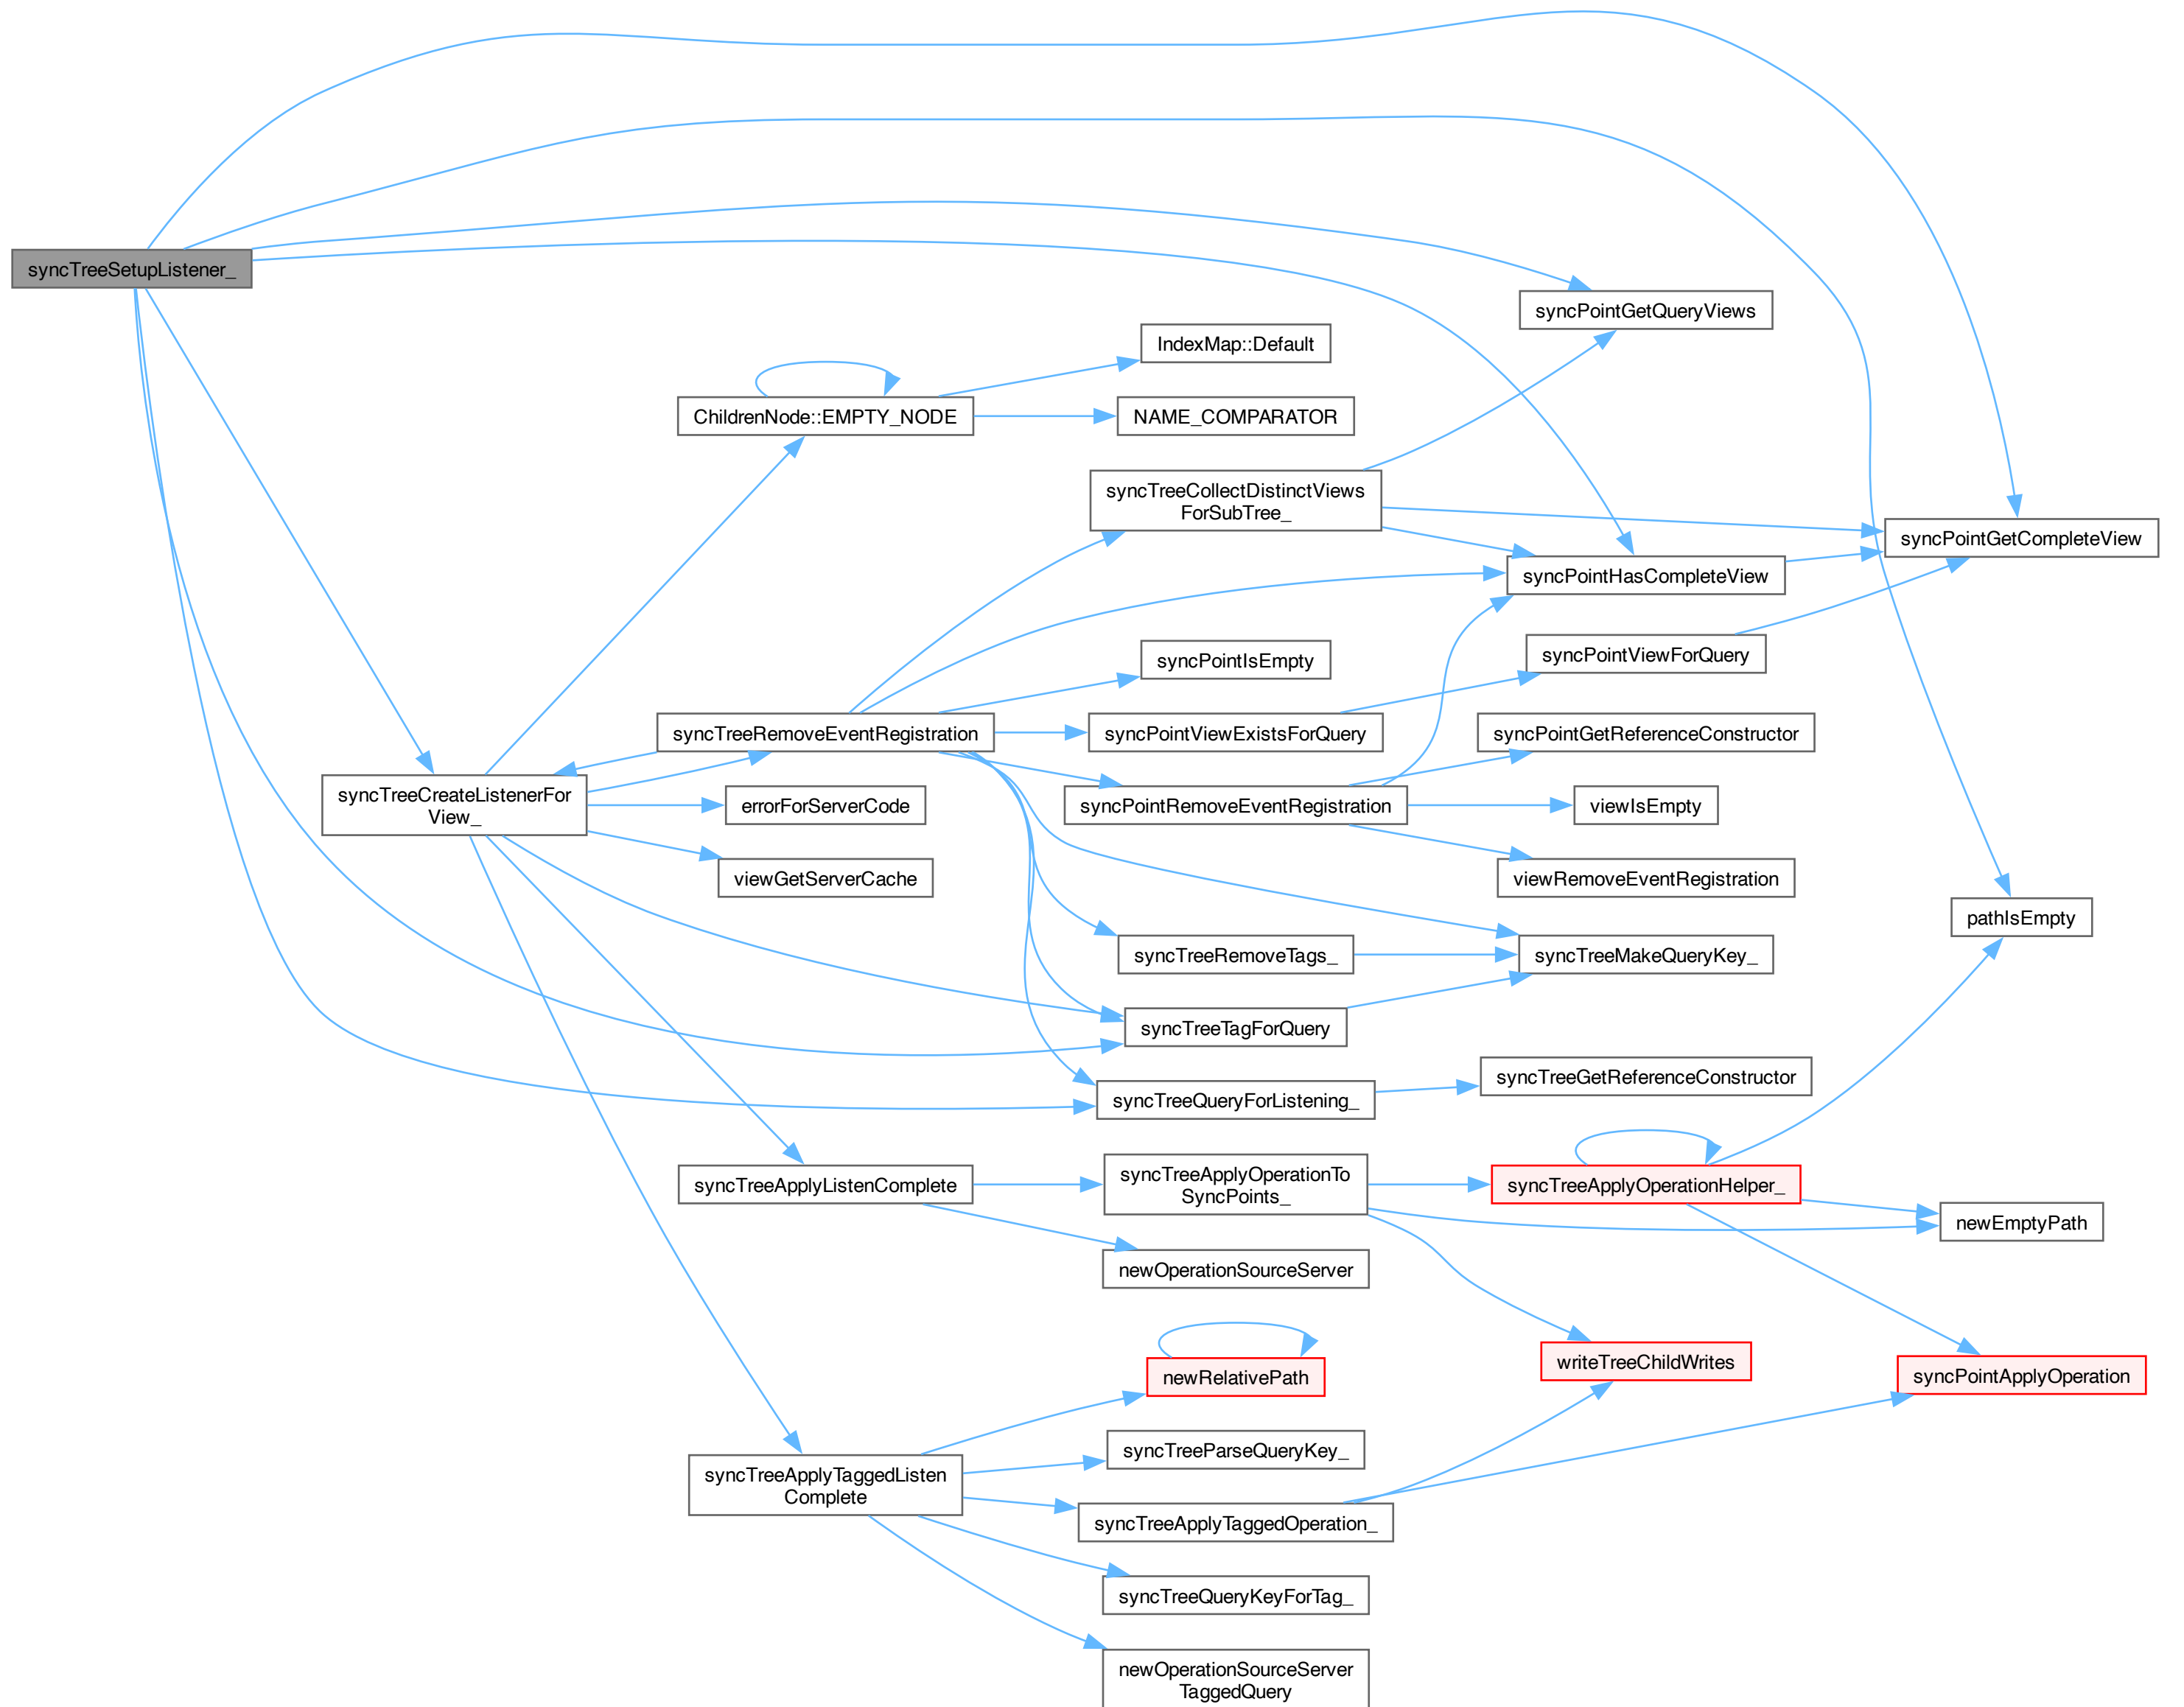 syncTreeSetupListener_
syncPointGetQueryViews
IndexMap::Default
ChildrenNode::EMPTY_NODE
NAME_COMPARATOR
syncTreeCollectDistinctViews
ForSubTree_
syncPointGetCompleteView
syncPointHasCompleteView
syncPointIsEmpty
syncPointViewForQuery
syncTreeRemoveEventRegistration
syncPointViewExistsForQuery
syncPointGetReferenceConstructor
syncTreeCreateListenerFor
View_
errorForServerCode
syncPointRemoveEventRegistration
viewIsEmpty
viewGetServerCache
viewRemoveEventRegistration
pathIsEmpty
syncTreeRemoveTags_
syncTreeMakeQueryKey_
syncTreeTagForQuery
syncTreeGetReferenceConstructor
syncTreeQueryForListening_
syncTreeApplyListenComplete
syncTreeApplyOperationTo
SyncPoints_
syncTreeApplyOperationHelper_
newEmptyPath
newOperationSourceServer
writeTreeChildWrites
newRelativePath
syncPointApplyOperation
syncTreeParseQueryKey_
syncTreeApplyTaggedListen
Complete
syncTreeApplyTaggedOperation_
syncTreeQueryKeyForTag_
newOperationSourceServer
TaggedQuery